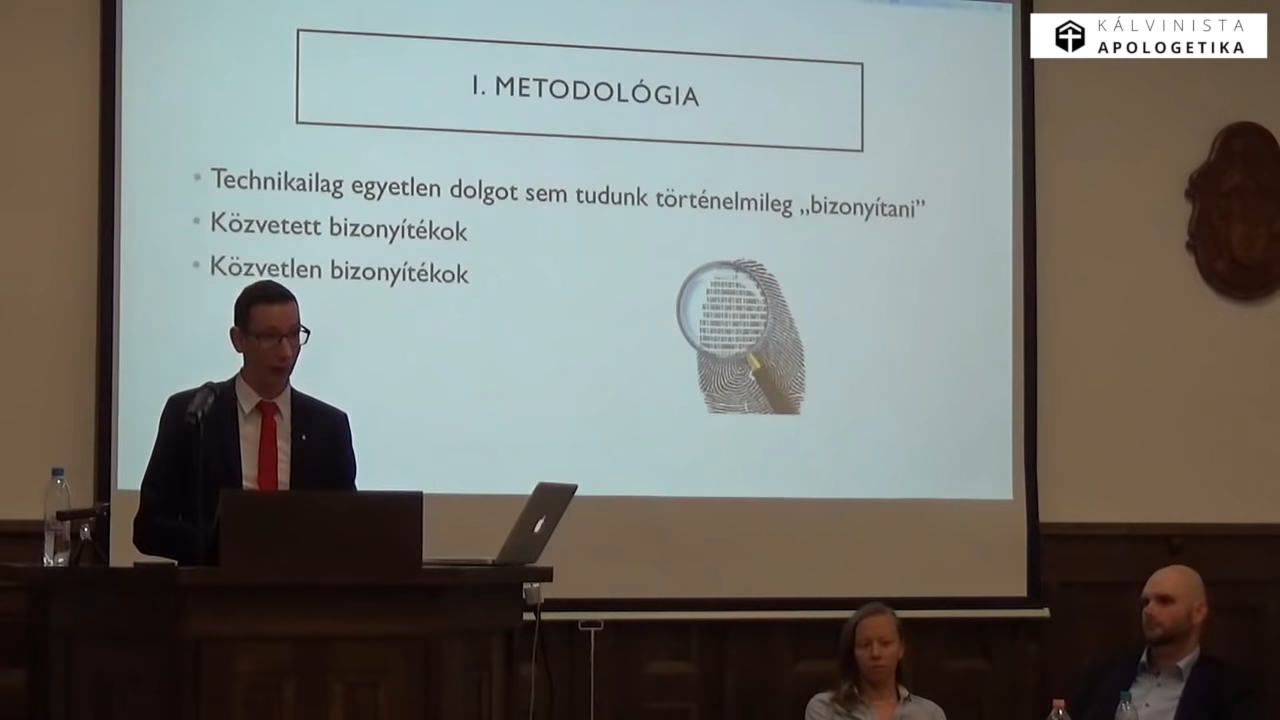 KÁLVINISTA
APOLOGETIKA
I. METODOLÓGIA
• Technikailag egyetlen dolgot sem tudunk történelmileg „bizonyítani”
• Közvetett bizonyítékok
• Közvetlen bizonyítékok